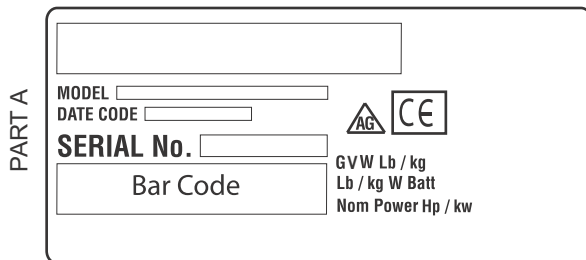 PART A
MODEL
DATE CODE
SERIAL No.
Bar Code
AG
CE
GVW Lb / kg
Lb / kg W Batt
Nom Power Hp / kw